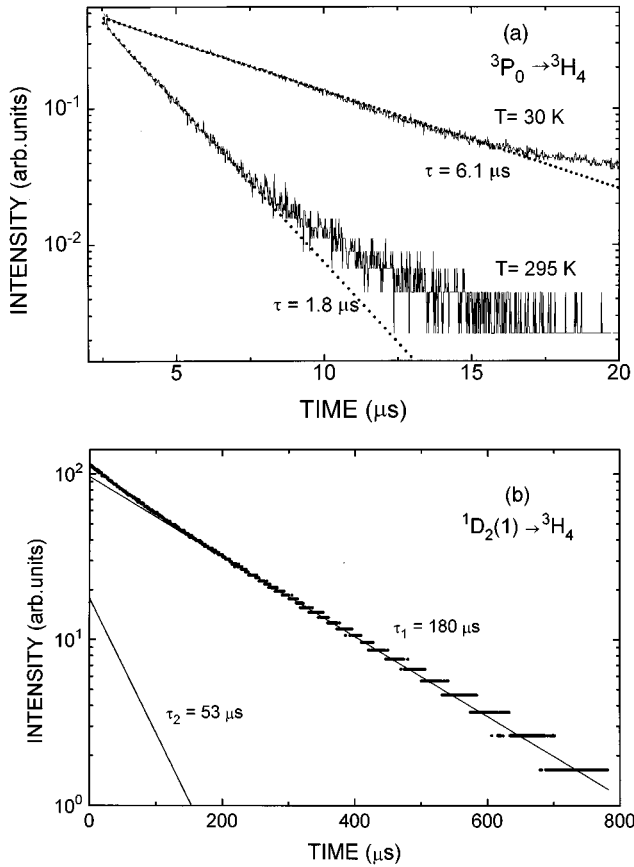 (a)
³P₀ →³H₄
T= 30 K
τ = 6.1 μs
T= 295 K
τ = 1.8 μs
INTENSITY (arb.units)
10⁻¹
10⁻²
5
10
15
20
TIME (μs)
(b)
¹D₂(1) →³H₄
τ₁ = 180 μs
τ₂ = 53 μs
INTENSITY (arb.units)
10²
10¹
10⁰
0
200
400
600
800
TIME (μs)